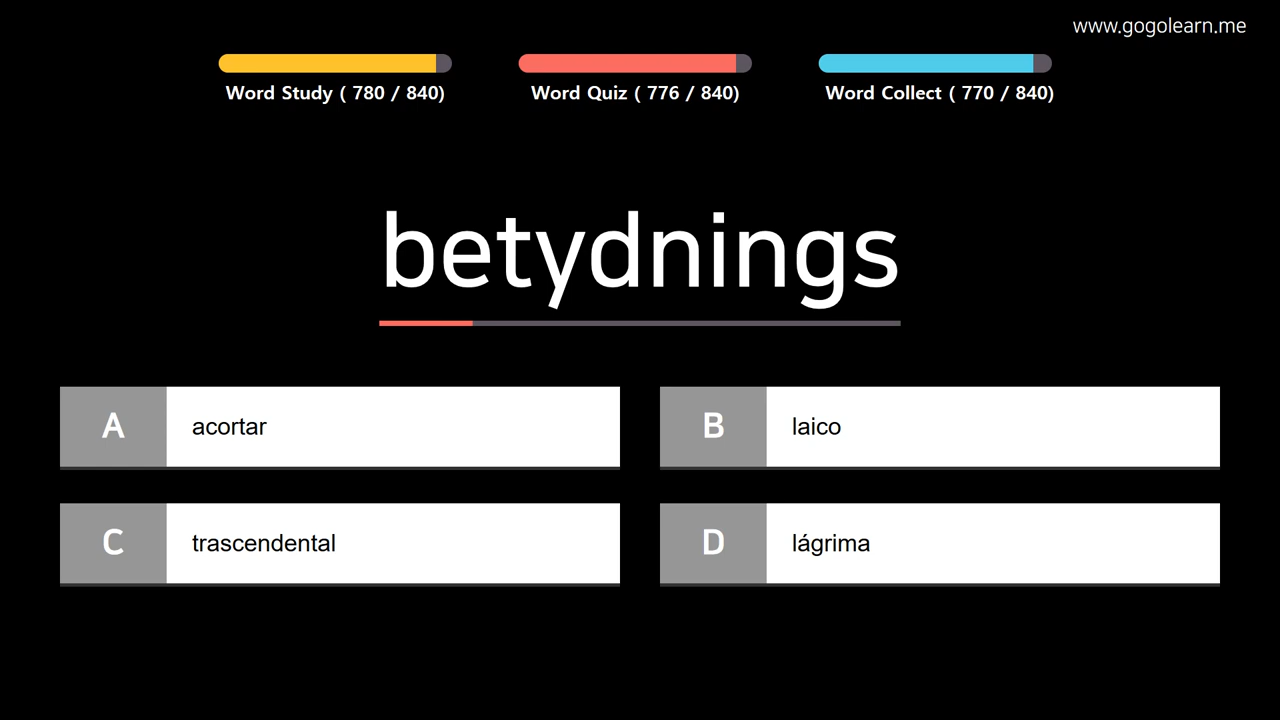 www.gogolearn.me
Word Study ( 780 / 840)
Word Quiz ( 776 / 840)
Word Collect ( 770 / 840)
betydnings
A acortar
B laico
C trascendental
D lágrima